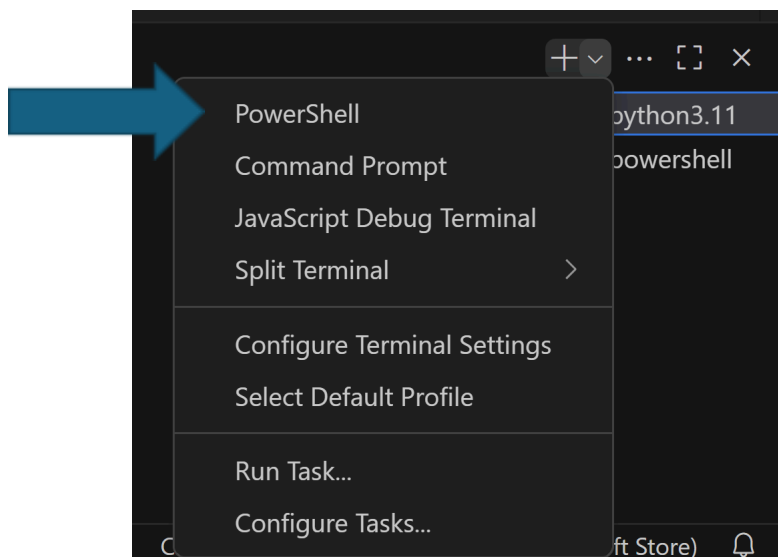 PowerShell
python3.11
Command Prompt
powershell
JavaScript Debug Terminal
Split Terminal
Configure Terminal Settings
Select Default Profile
Run Task...
Configure Tasks...
ft Store)